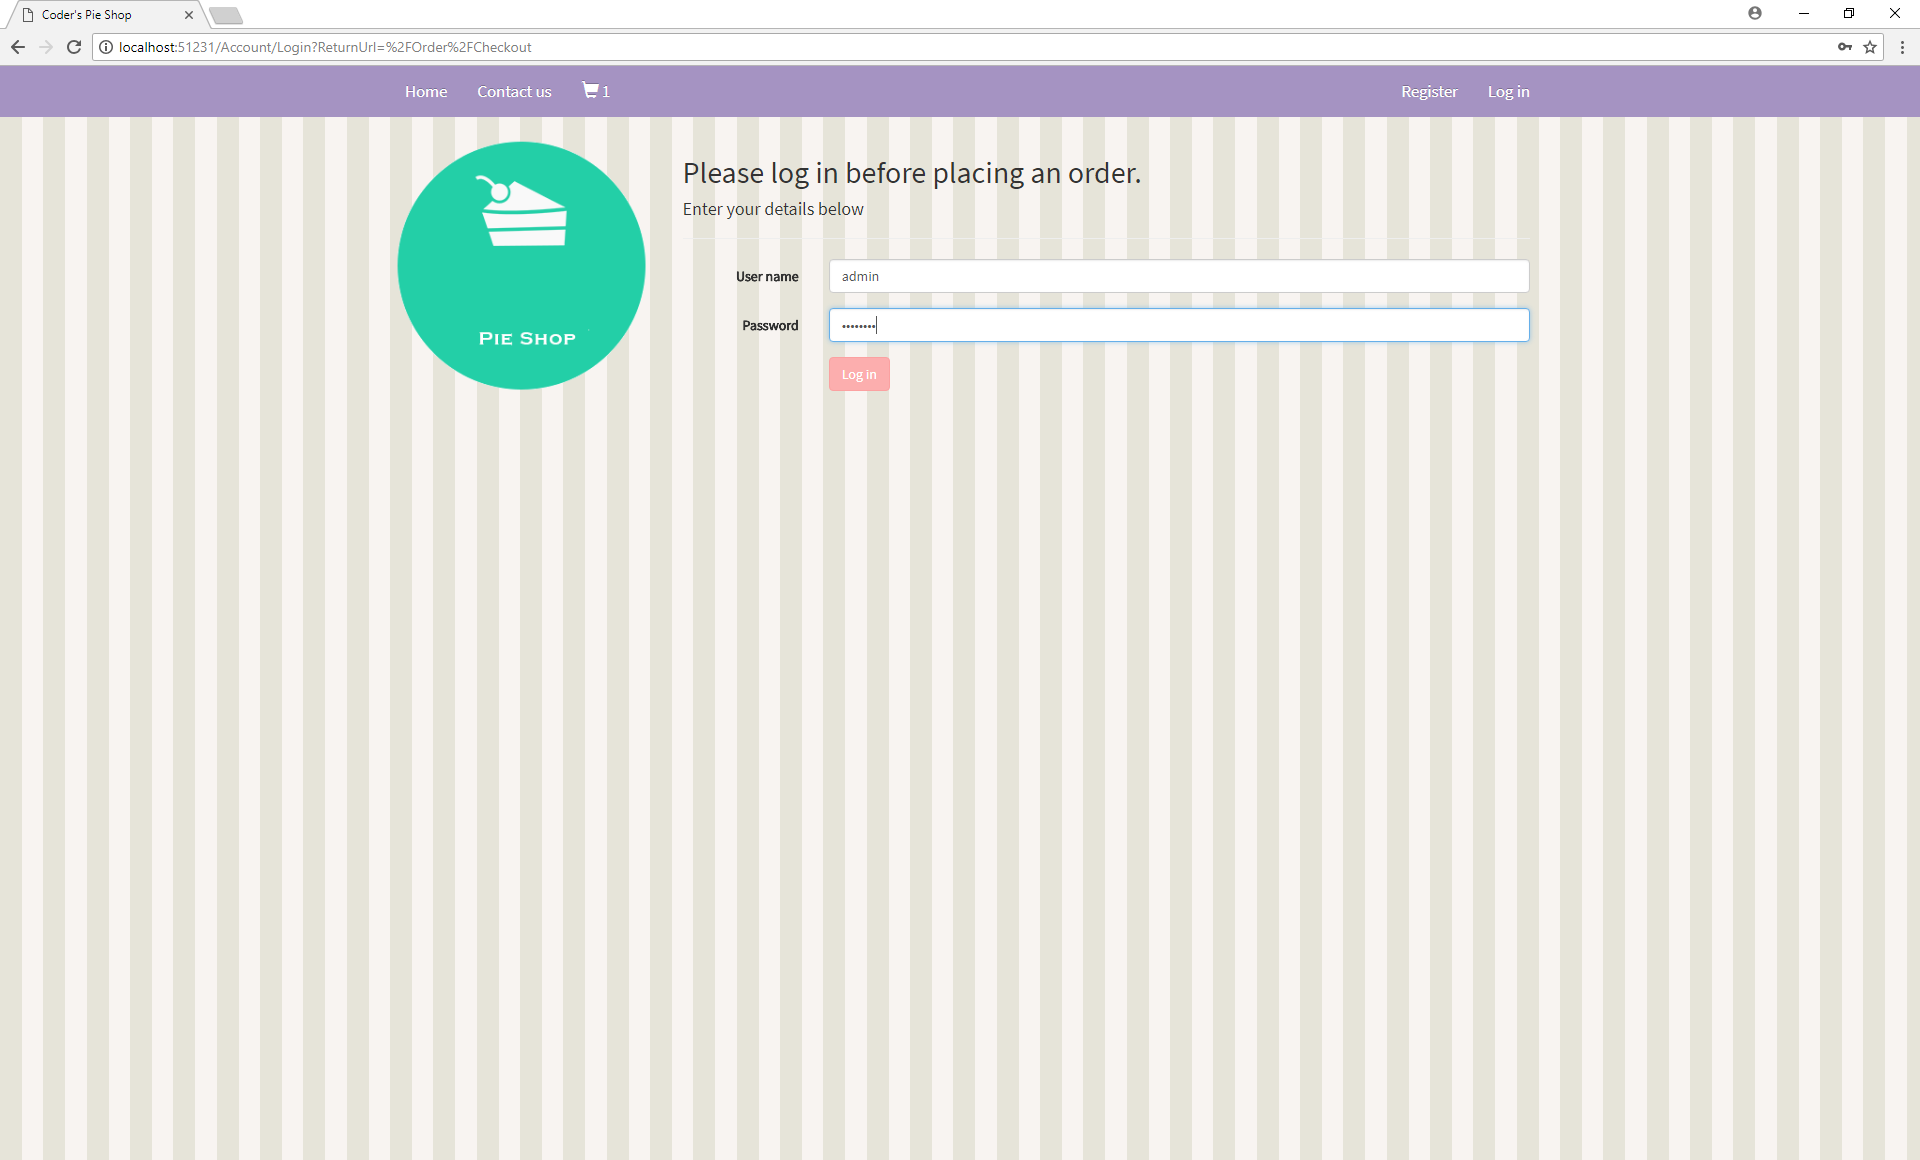 Coder's Pie Shop
localhost:51231/Account/Login?ReturnUrl=%2FOrder%2FCheckout
Home Contact us 1 Register Log in
PIE SHOP
Please log in before placing an order.
Enter your details below
User name admin
Password ••••••••
Log in